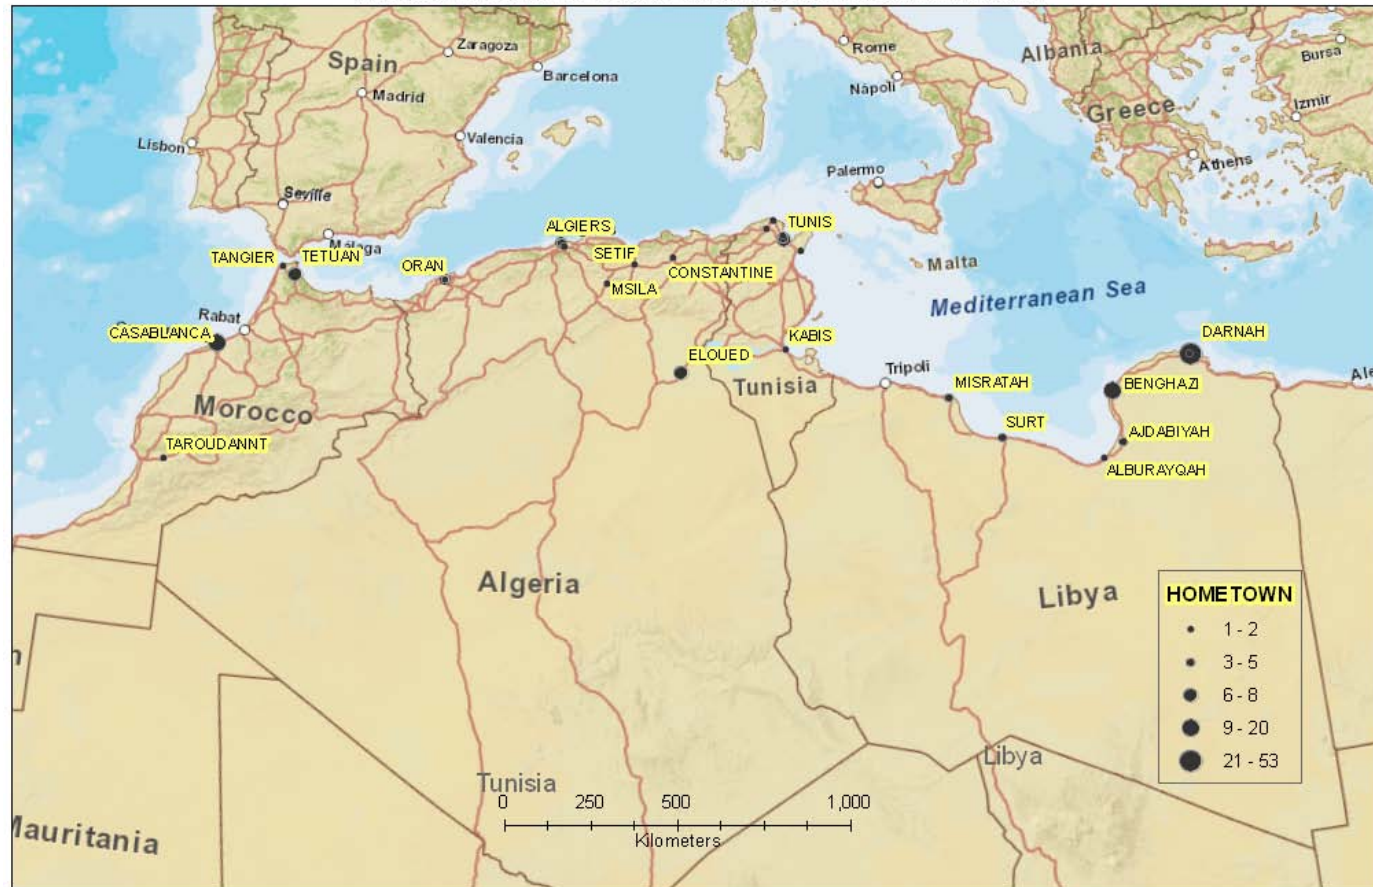 Spain
Zaragoza
Barcelona
Madrid
Valencia
Lisbon
Seville
Málaga
Rome
Nápoli
Palermo
Albania
Greece
Athens
Bursa
Izmir
Malta
Mediterranean Sea
TANGIER
TETUAN
ORAN
ALGIERS
SETIF
MSILA
CONSTANTINE
TUNIS
Rabat
CASABLANCA
KABIS
ELOUED
Tunisia
Tripoli
MISRATAH
SURT
DARNAH
BENGHAZI
AJDABIYAH
ALBURAYQAH
Morocco
TAROUDANNT
Algeria
Libya
Mauritania
Tunisia
Libya
HOMETOWN
1 - 2
3 - 5
6 - 8
9 - 20
21 - 53
0 250 500 1,000
Kilometers